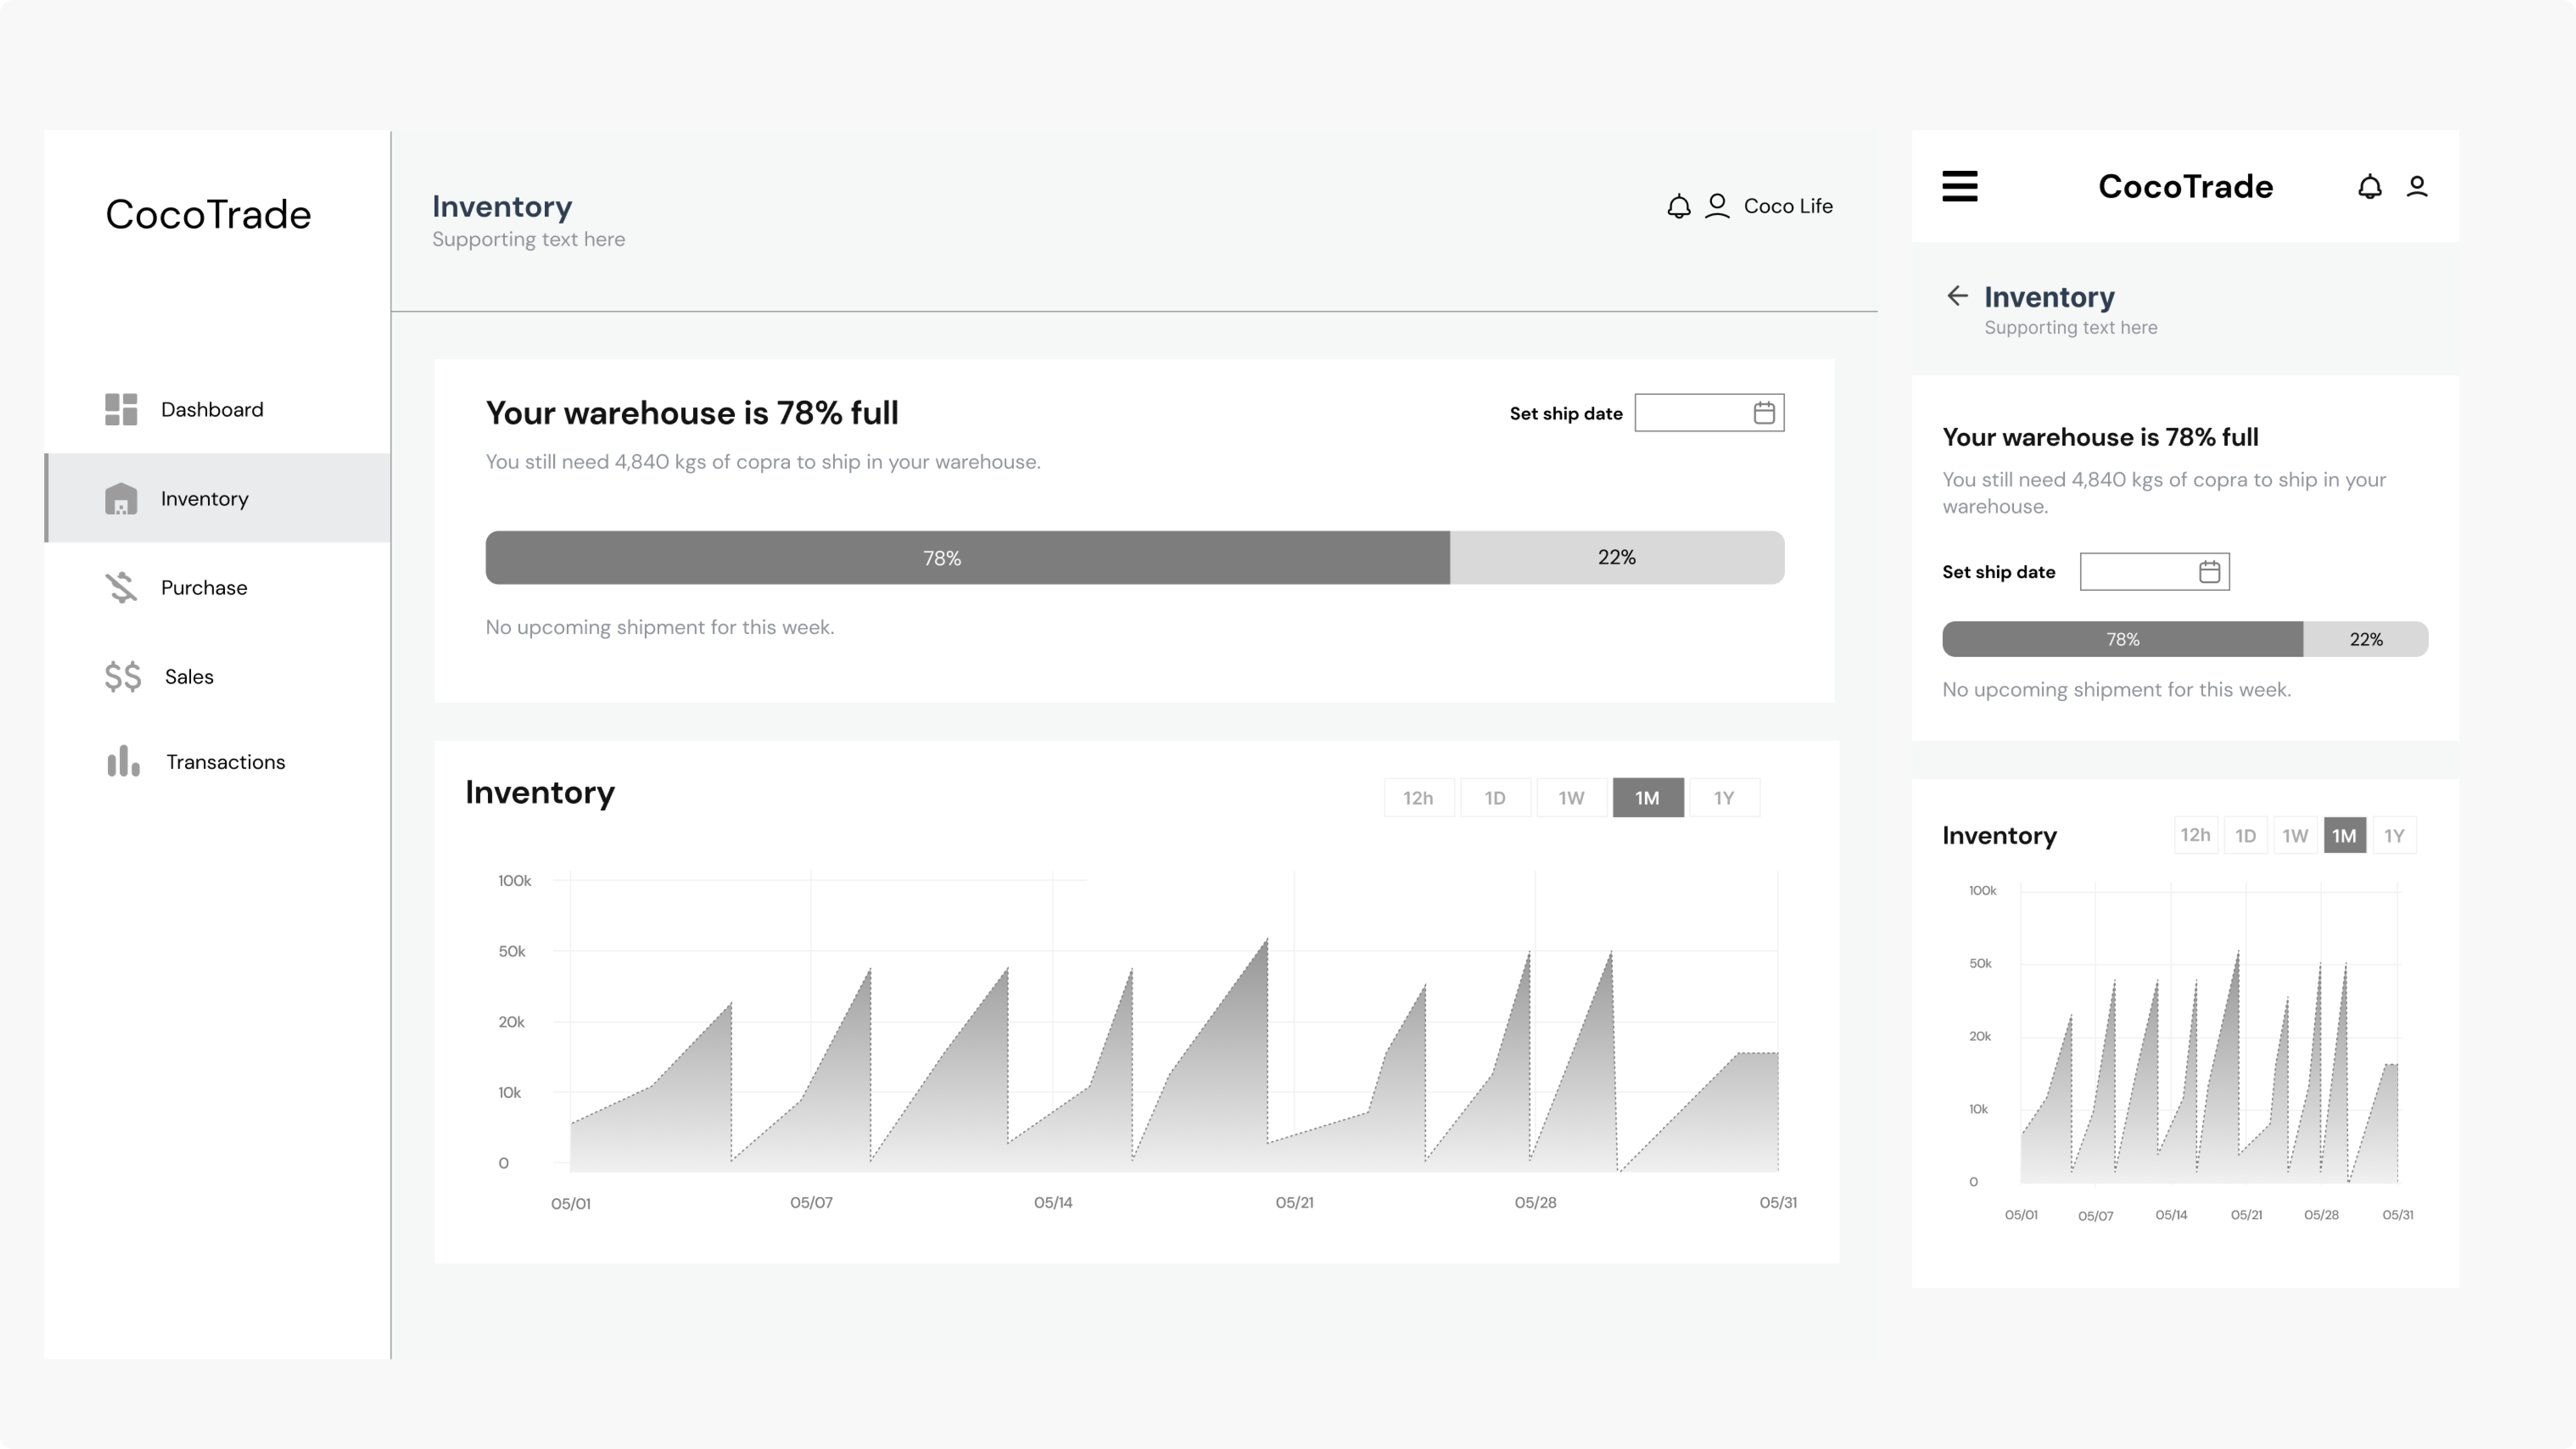 CocoTrade
Dashboard
Inventory
Purchase
Sales
Transactions
Inventory
Supporting text here
Coco Life
Your warehouse is 78% full
Set ship date
You still need 4,840 kgs of copra to ship in your warehouse.
78%
22%
No upcoming shipment for this week.
Inventory
12h
1D
1W
1M
1Y
100k
50k
20k
10k
0
05/01
05/07
05/14
05/21
05/28
05/31
CocoTrade
Inventory
Supporting text here
Your warehouse is 78% full
You still need 4,840 kgs of copra to ship in your
warehouse.
Set ship date
78%
22%
No upcoming shipment for this week.
Inventory
12h
1D
1W
1M
1Y
100k
50k
20k
10k
0
05/01
05/07
05/14
05/21
05/28
05/31